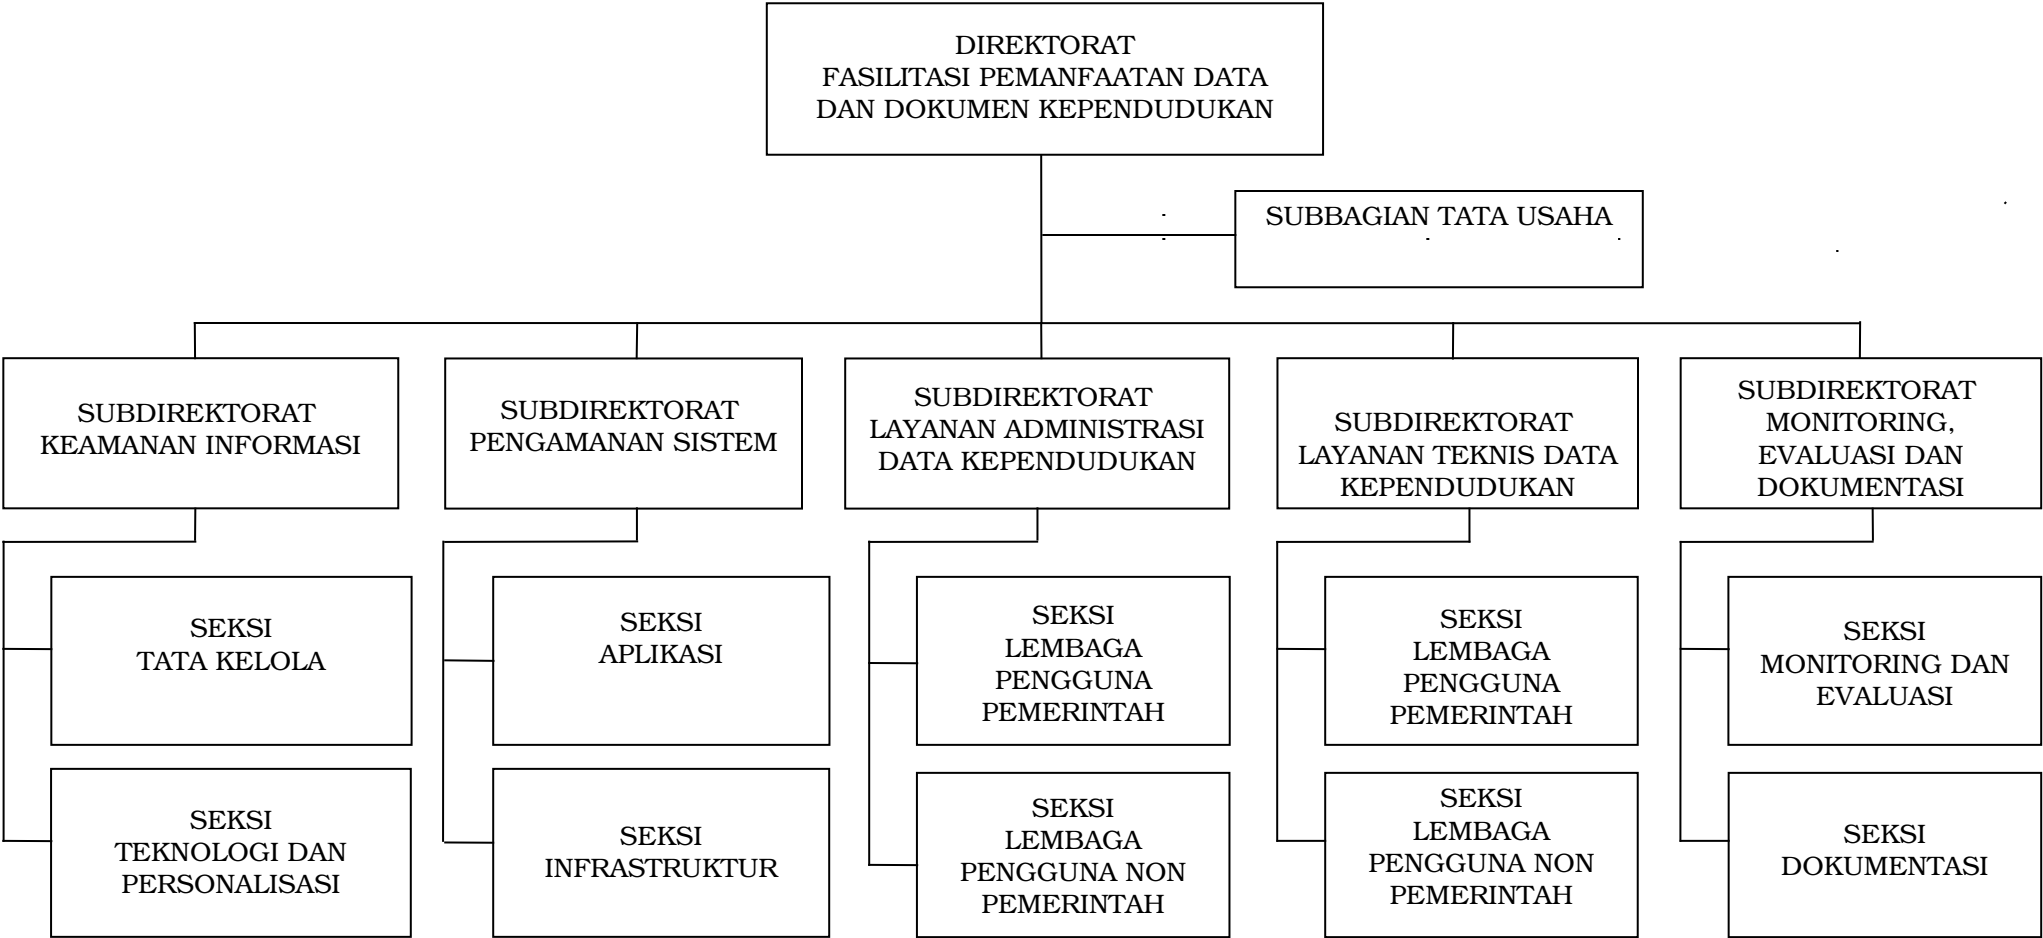 DIREKTORAT
FASILITASI PEMANFAATAN DATA
DAN DOKUMEN KEPENDUDUKAN
SUBBAGIAN TATA USAHA
SUBDIREKTORAT
KEAMANAN INFORMASI
SUBDIREKTORAT
PENGAMANAN SISTEM
SUBDIREKTORAT
LAYANAN ADMINISTRASI
DATA KEPENDUDUKAN
SUBDIREKTORAT
LAYANAN TEKNIS DATA
KEPENDUDUKAN
SUBDIREKTORAT
MONITORING,
EVALUASI DAN
DOKUMENTASI
SEKSI
TATA KELOLA
SEKSI
APLIKASI
SEKSI
LEMBAGA
PENGGUNA
PEMERINTAH
SEKSI
LEMBAGA
PENGGUNA
PEMERINTAH
SEKSI
MONITORING DAN
EVALUASI
SEKSI
TEKNOLOGI DAN
PERSONALISASI
SEKSI
INFRASTRUKTUR
SEKSI
LEMBAGA
PENGGUNA NON
PEMERINTAH
SEKSI
LEMBAGA
PENGGUNA NON
PEMERINTAH
SEKSI
DOKUMENTASI